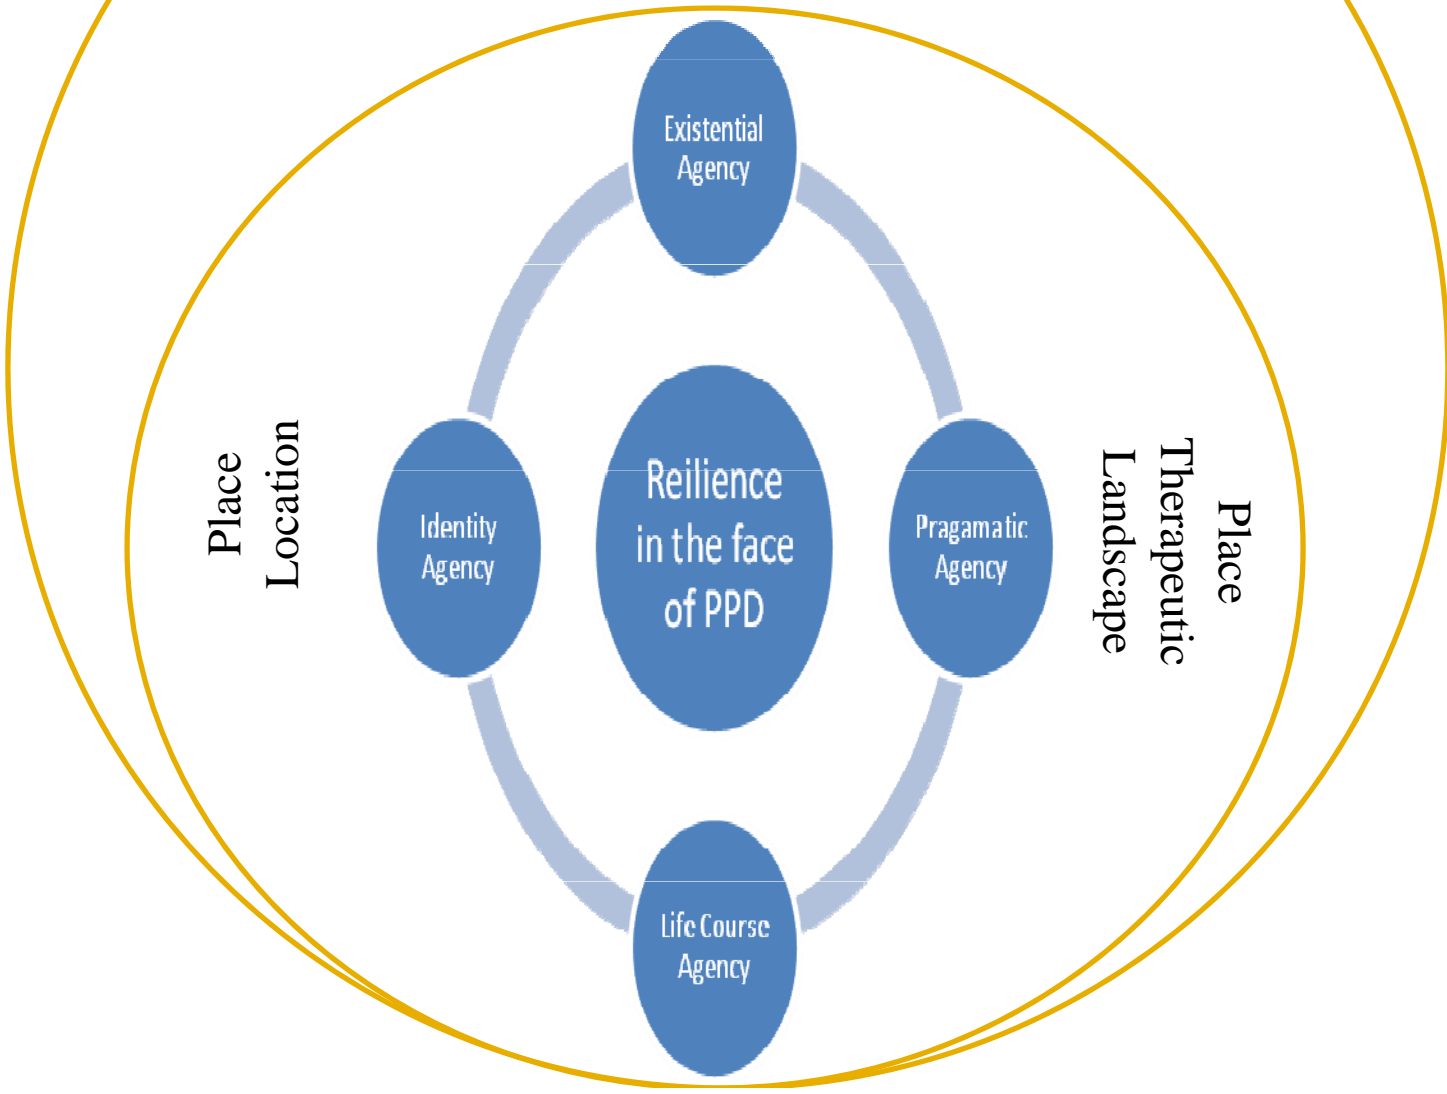 Existential
Agency
Place
Location
Identity
Agency
Reilience
in the face
of PPD
Pragamatic
Agency
Place
Therapeutic
Landscape
Life Course
Agency